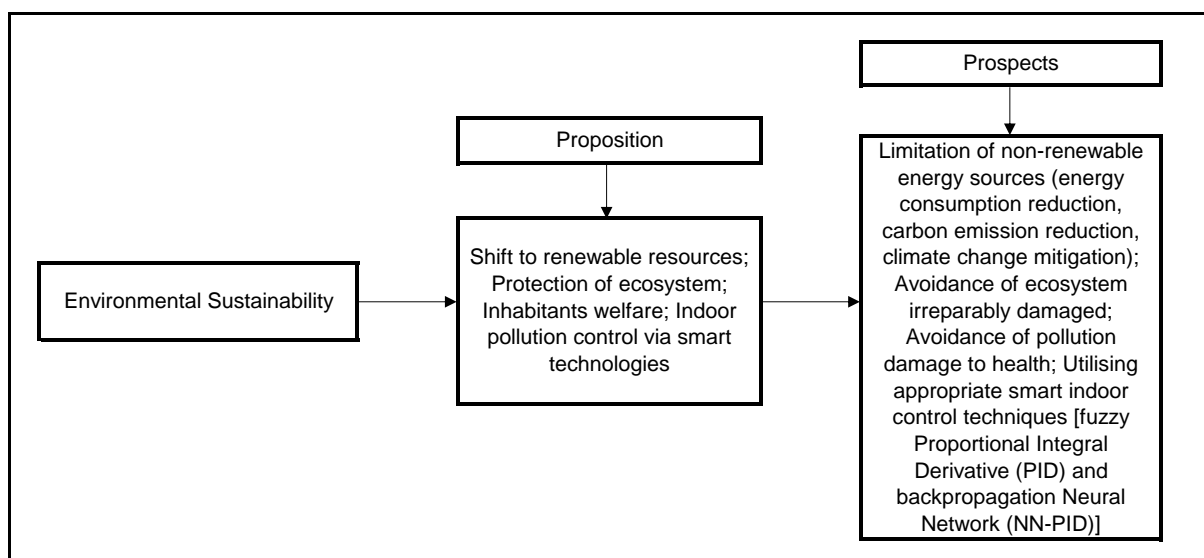 Prospects
Proposition
Environmental Sustainability
Shift to renewable resources;
Protection of ecosystem;
Inhabitants welfare; Indoor
pollution control via smart
technologies
Limitation of non-renewable
energy sources (energy
consumption reduction,
carbon emission reduction,
climate change mitigation);
Avoidance of ecosystem
irreparably damaged;
Avoidance of pollution
damage to health; Utilising
appropriate smart indoor
control techniques [fuzzy
Proportional Integral
Derivative (PID) and
backpropagation Neural
Network (NN-PID)]